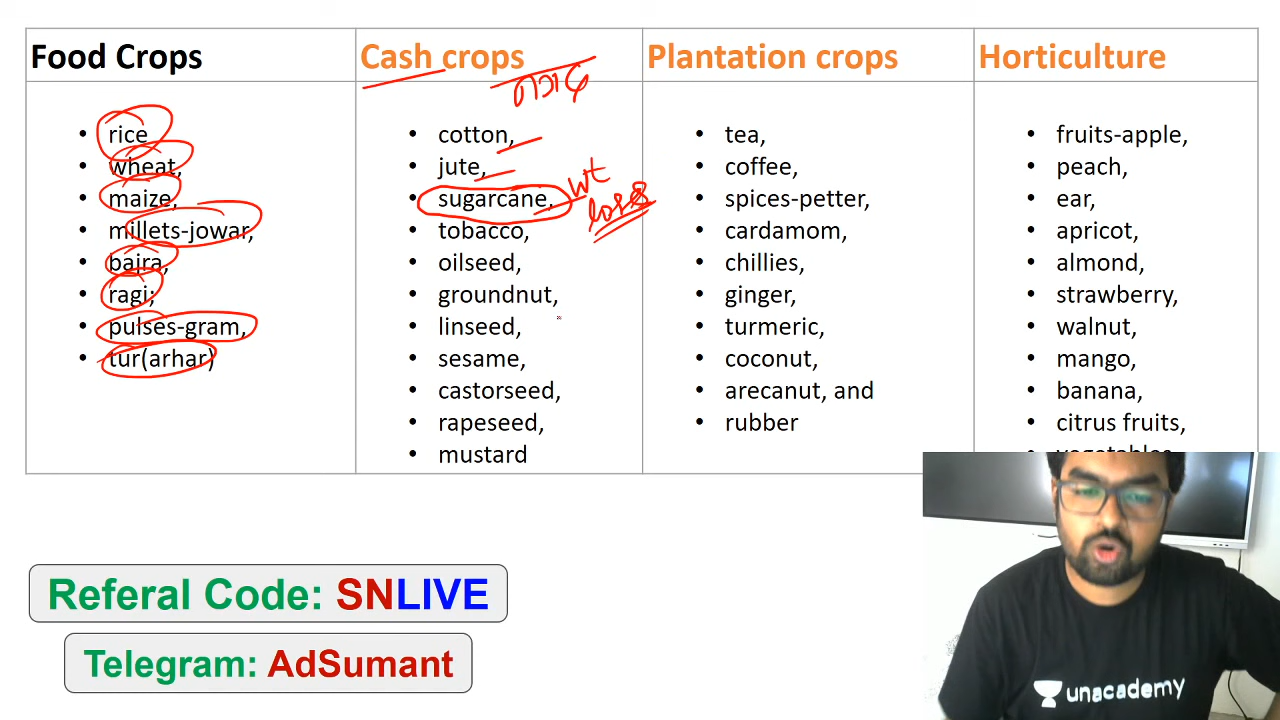 Food Crops
Cash crops
Plantation crops
Horticulture
• rice
• wheat,
• maize,
• millets-jowar,
• bajra,
• ragi;
• pulses-gram,
• tur(arhar)
• cotton,
• jute,
• sugarcane,
wt
loses
• tobacco,
• oilseed,
• groundnut,
• linseed,
• sesame,
• castorseed,
• rapeseed,
• mustard
• tea,
• coffee,
• spices-petter,
• cardamom,
• chillies,
• ginger,
• turmeric,
• coconut,
• arecanut, and
• rubber
• fruits-apple,
• peach,
• ear,
• apricot,
• almond,
• strawberry,
• walnut,
• mango,
• banana,
• citrus fruits,
• vegetables
Referal Code: SNLIVE
Telegram: AdSumant
unacademy